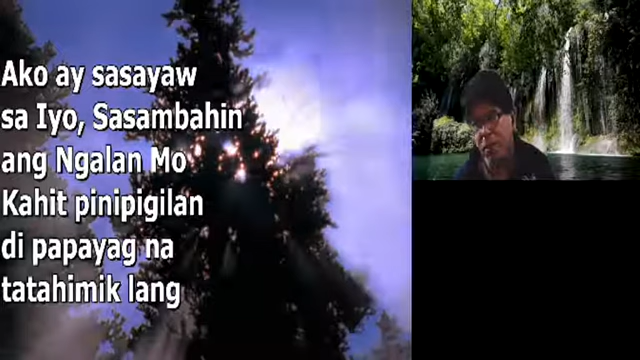 Ako ay sasayaw
sa Iyo, Sasambahin
ang Ngalan Mo
Kahit pinipigilan
di papayag na
tatahimik lang